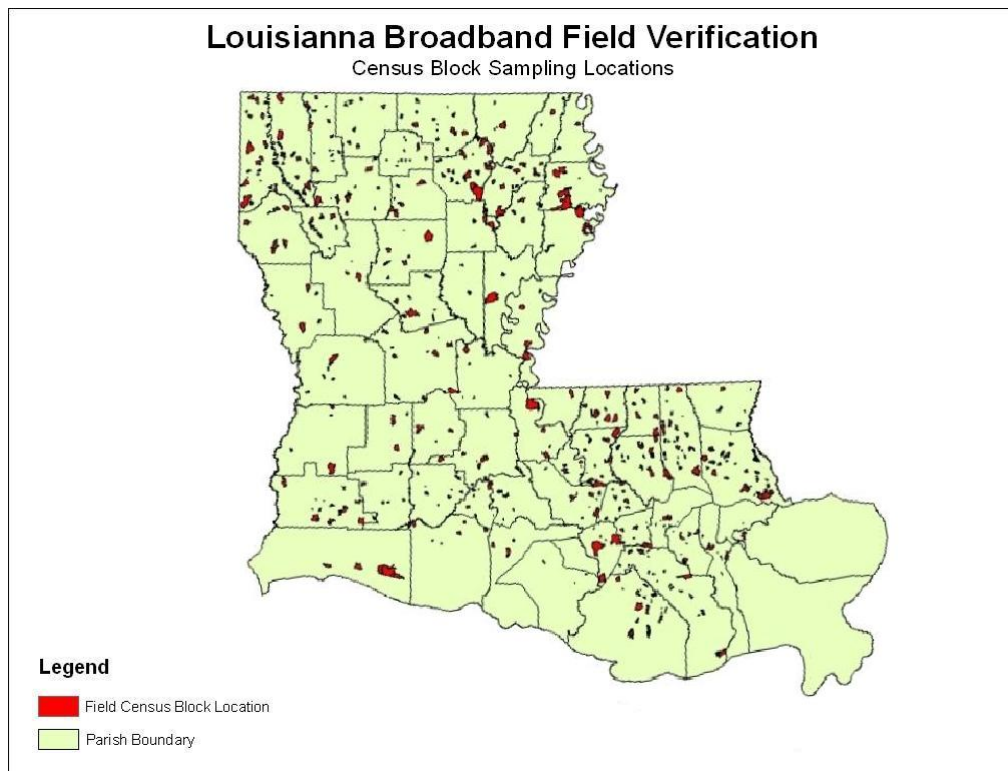 Louisianna Broadband Field Verification
Census Block Sampling Locations
Legend
Field Census Block Location
Parish Boundary